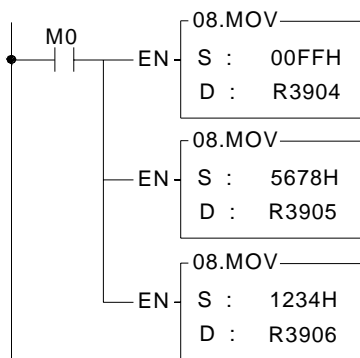 08.MOV
M0
EN S : 00FFH
D : R3904
08.MOV
EN S : 5678H
D : R3905
08.MOV
EN S : 1234H
D : R3906